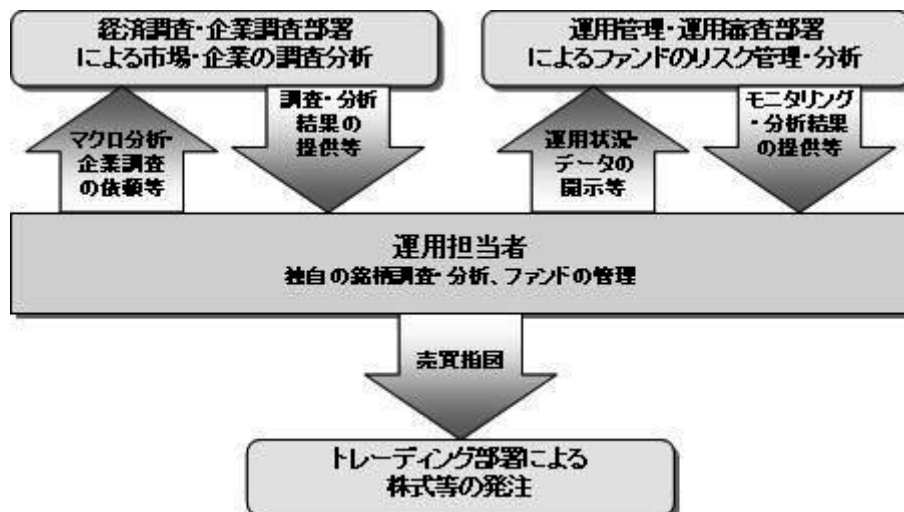 経済調査・企業調査部署
による市場・企業の調査分析
運用管理・運用審査部署
によるファンドのリスク管理・分析
マクロ分析・
企業調査
の依頼等
調査・分析
結果の
提供等
運用状況・
データの
開示等
モニタリング
・分析結果
の提供等
運用担当者
独自の銘柄調査・分析、ファンドの管理
売買指図
トレーディング部署による
株式等の発注